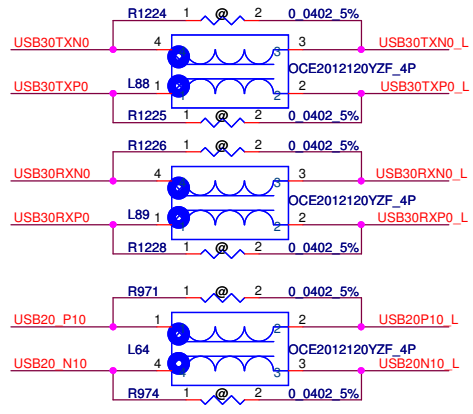 R1224 1 @ 2 0_0402_5%
USB30TXN0 4 3 3 USB30TXN0_L
OCE2012120YZF_4P
USB30TXP0 L88 1 1 2 2 USB30TXP0_L
R1225 1 @ 2 0_0402_5%
R1226 1 @ 2 0_0402_5%
USB30RXN0 4 3 3 USB30RXN0_L
OCE2012120YZF_4P
USB30RXP0 L89 1 2 2 USB30RXP0_L
R1228 1 @ 2 0_0402_5%
R971 1 @ 2 0_0402_5%
USB20_P10 1 2 2 USB20P10_L
L64 OCE2012120YZF_4P
USB20_N10 4 3 3 USB20N10_L
R974 1 @ 2 0_0402_5%